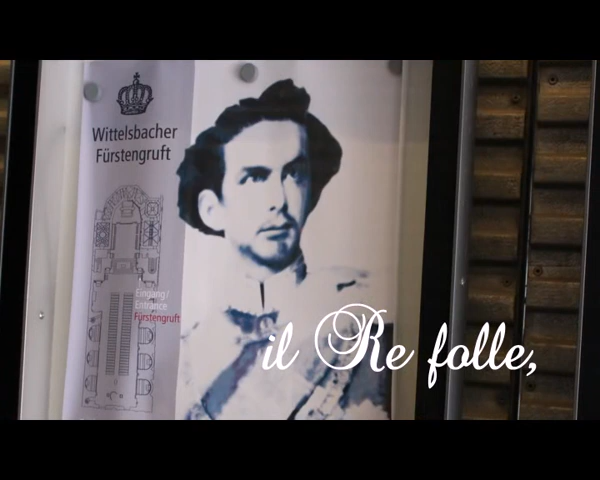 Wittelsbacher
Fürstengruft
Eingang/
Entrance
Fürstengruft
il Re folle,